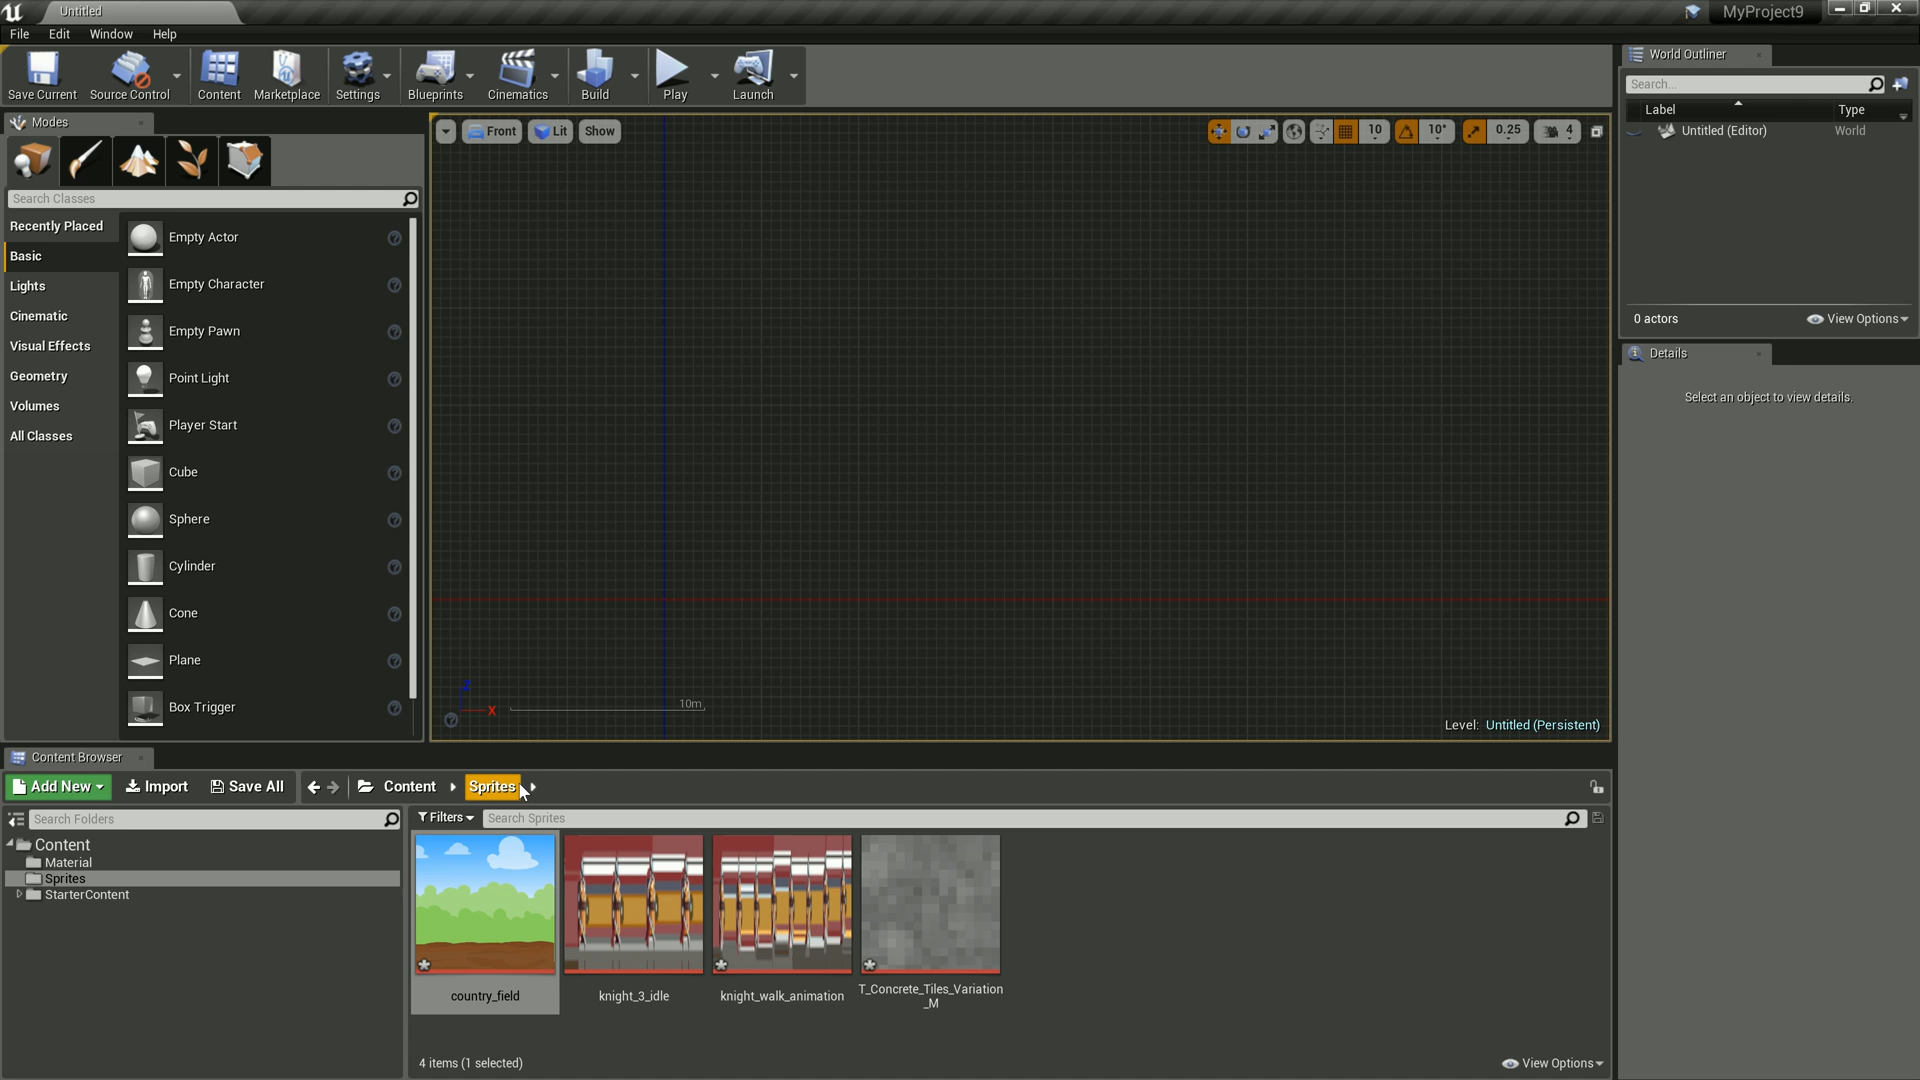 Untitled
MyProject9
File Edit Window Help
Save Current Source Control Content Marketplace Settings Blueprints Cinematics Build Play Launch
Modes
Search Classes
Recently Placed
Basic
Lights
Cinematic
Visual Effects
Geometry
Volumes
All Classes
Empty Actor
Empty Character
Empty Pawn
Point Light
Player Start
Cube
Sphere
Cylinder
Cone
Plane
Box Trigger
Front Lit Show
10 10° 0.25 4
Z
X
10m
Level: Untitled (Persistent)
World Outliner
Search...
Label Type
Untitled (Editor) World
0 actors View Options
Details
Select an object to view details.
Content Browser
Add New Import Save All Content Sprites
Search Folders
Content
Material
Sprites
StarterContent
Filters Search Sprites
country_field
knight_3_idle
knight_walk_animation
T_Concrete_Tiles_Variation
_M
4 items (1 selected)
View Options